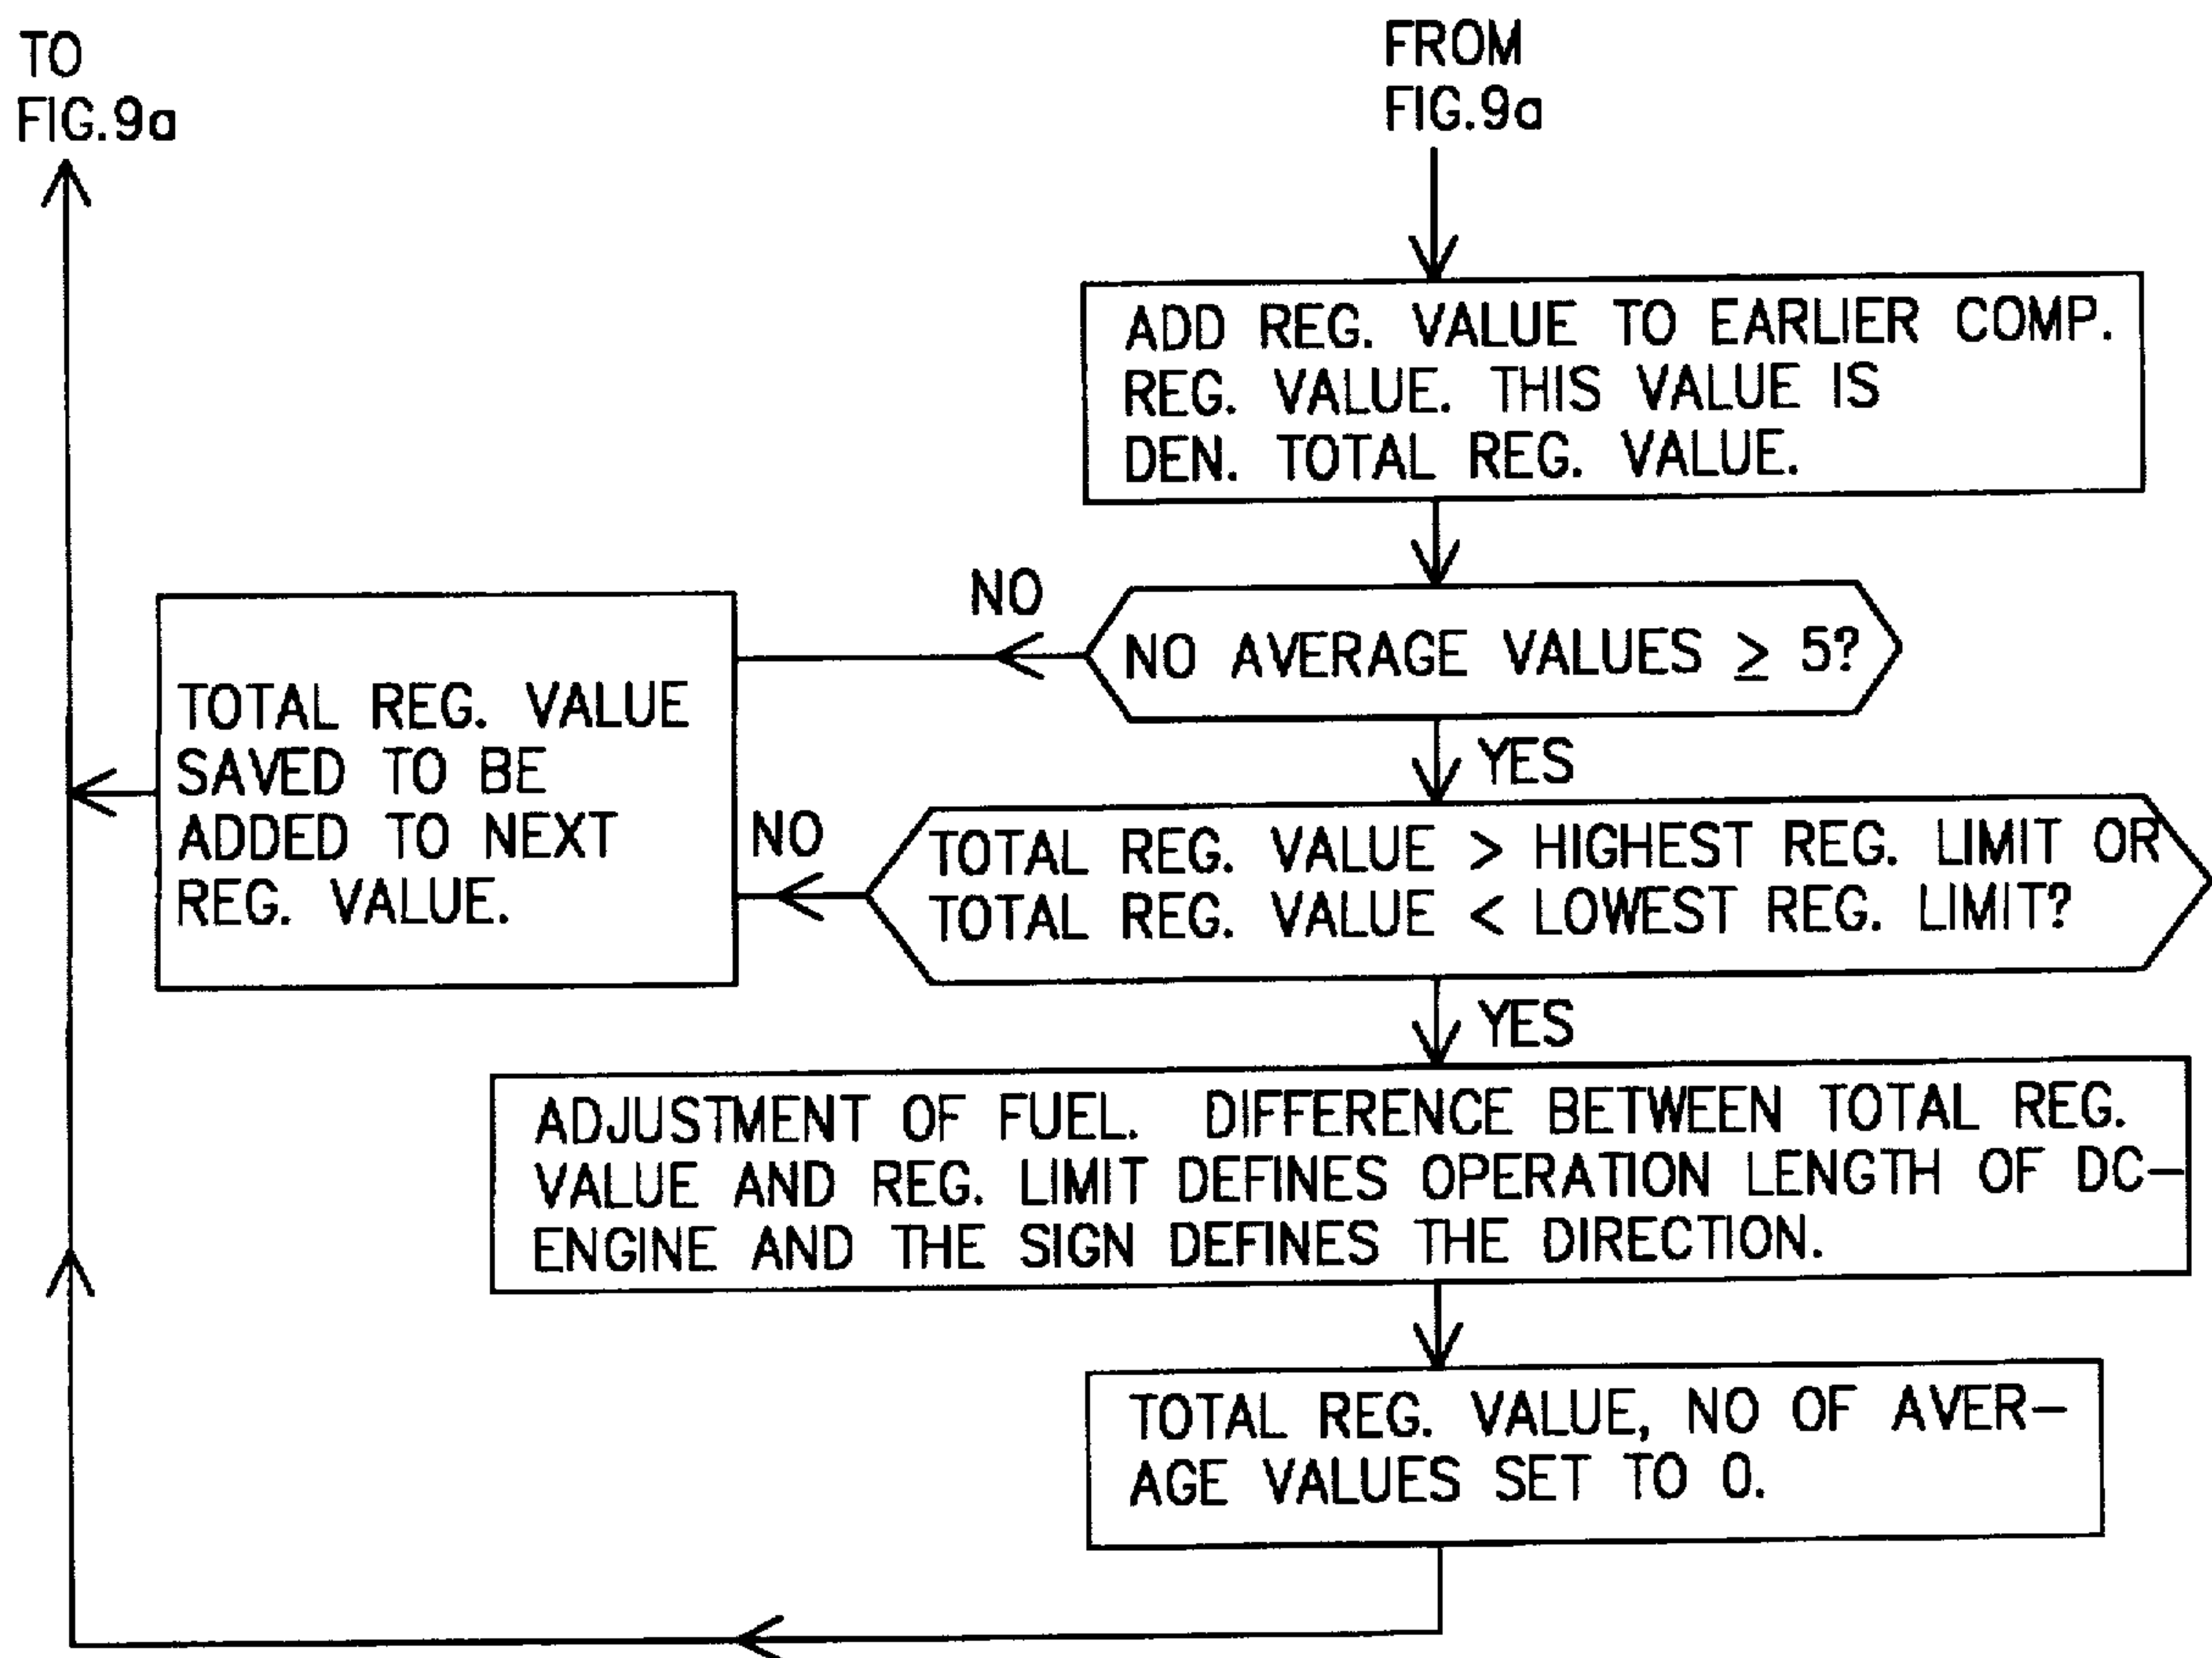 TO
FIG.9a
FROM
FIG.9a
ADD REG. VALUE TO EARLIER COMP.
REG. VALUE. THIS VALUE IS
DEN. TOTAL REG. VALUE.
NO
NO AVERAGE VALUES ≥ 5?
YES
TOTAL REG. VALUE
SAVED TO BE
ADDED TO NEXT
REG. VALUE.
NO
TOTAL REG. VALUE > HIGHEST REG. LIMIT OR
TOTAL REG. VALUE < LOWEST REG. LIMIT?
YES
ADJUSTMENT OF FUEL. DIFFERENCE BETWEEN TOTAL REG.
VALUE AND REG. LIMIT DEFINES OPERATION LENGTH OF DC-
ENGINE AND THE SIGN DEFINES THE DIRECTION.
TOTAL REG. VALUE, NO OF AVER-
AGE VALUES SET TO 0.